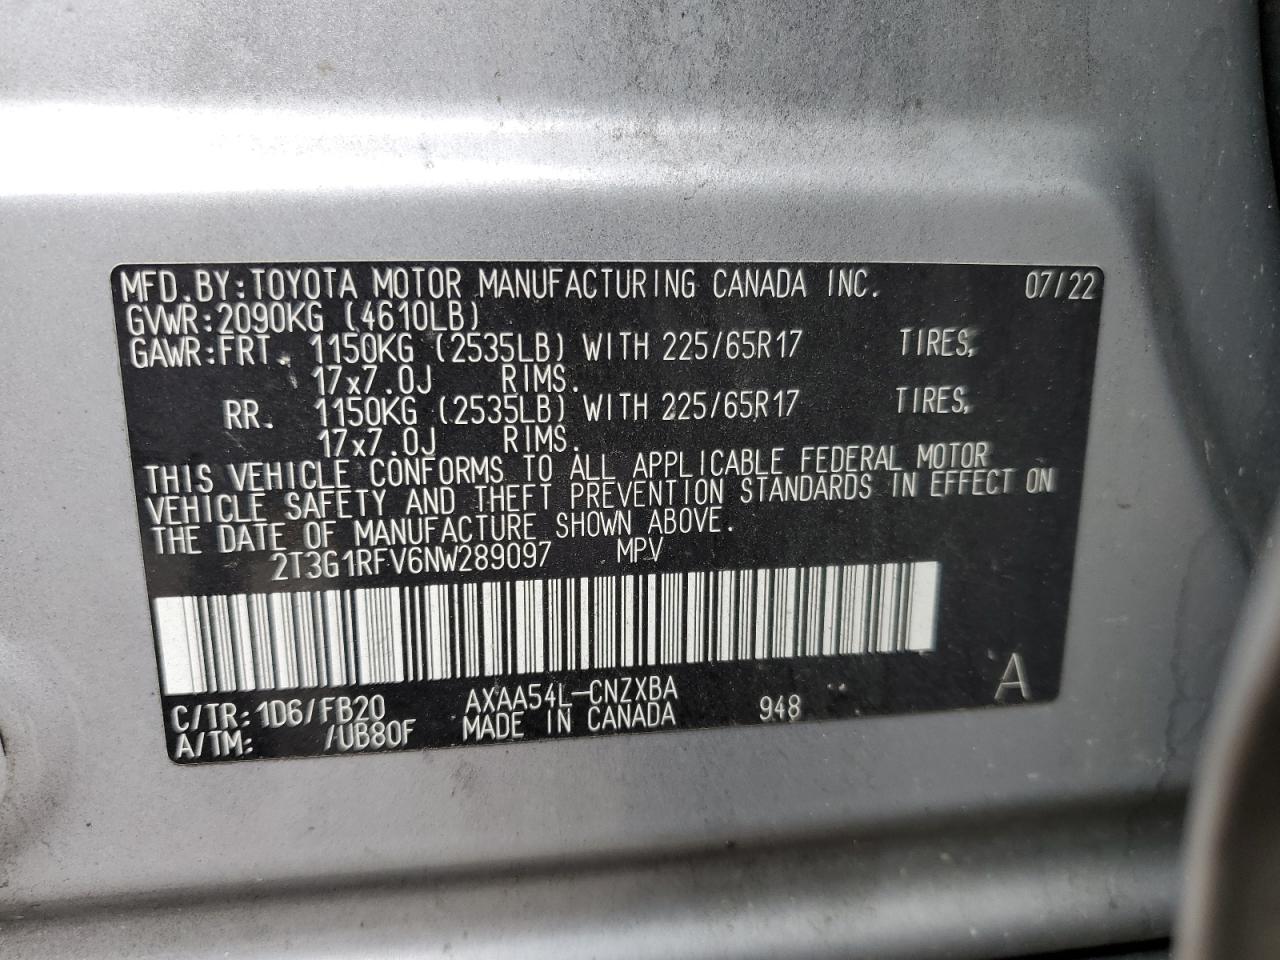 MFD.BY:TOYOTA MOTOR MANUFACTURING CANADA INC. 07/22
GVWR:2090KG (4610LB)
GAWR:FRT. 1150KG (2535LB) WITH 225/65R17 TIRES,
17x7.0J RIMS.
RR. 1150KG (2535LB) WITH 225/65R17 TIRES,
17x7.0J RIMS.
THIS VEHICLE CONFORMS TO ALL APPLICABLE FEDERAL MOTOR
VEHICLE SAFETY AND THEFT PREVENTION STANDARDS IN EFFECT ON
THE DATE OF MANUFACTURE SHOWN ABOVE.
2T3G1RFV6NW289097 MPV
C/TR:1D6/FB20 AXAA54L-CNZXBA A
A/TM: /UB80F MADE IN CANADA 948